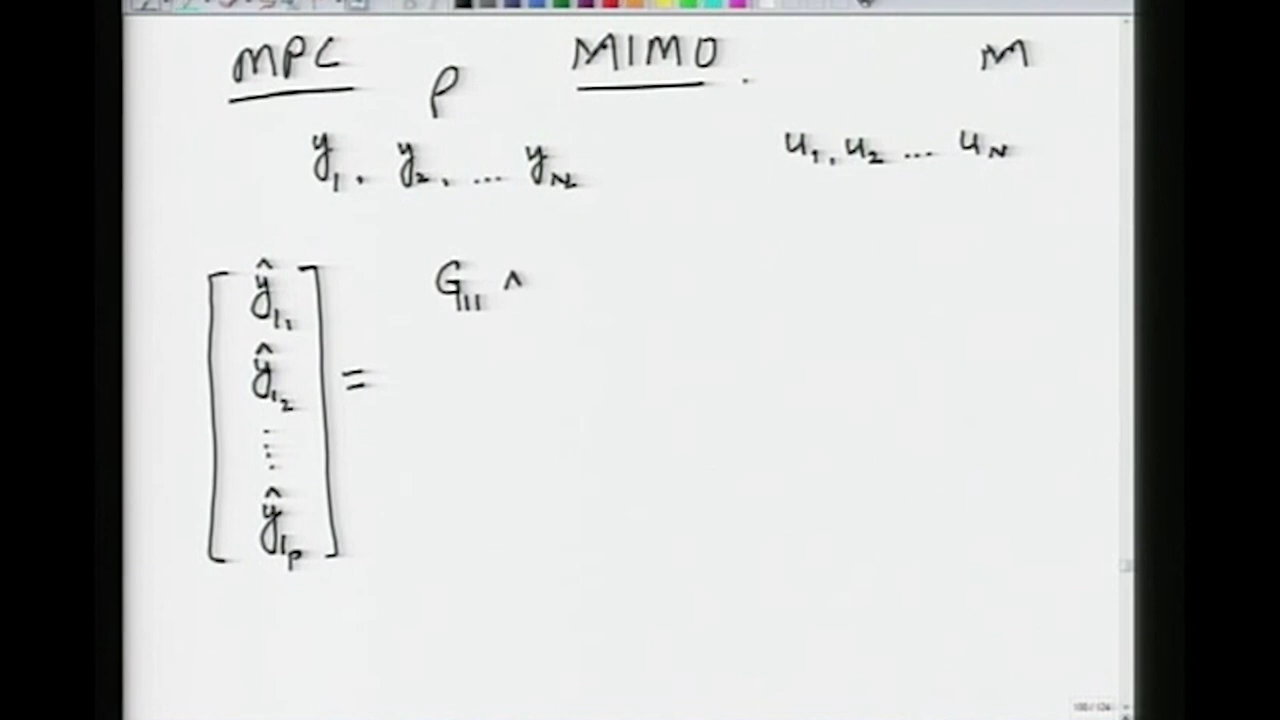 MPC MIMO. M
P
y1, y2, ... yN u1, u2 ... uN
[ŷ11 G11 ^
ŷ12 =
⋮
ŷ1p]